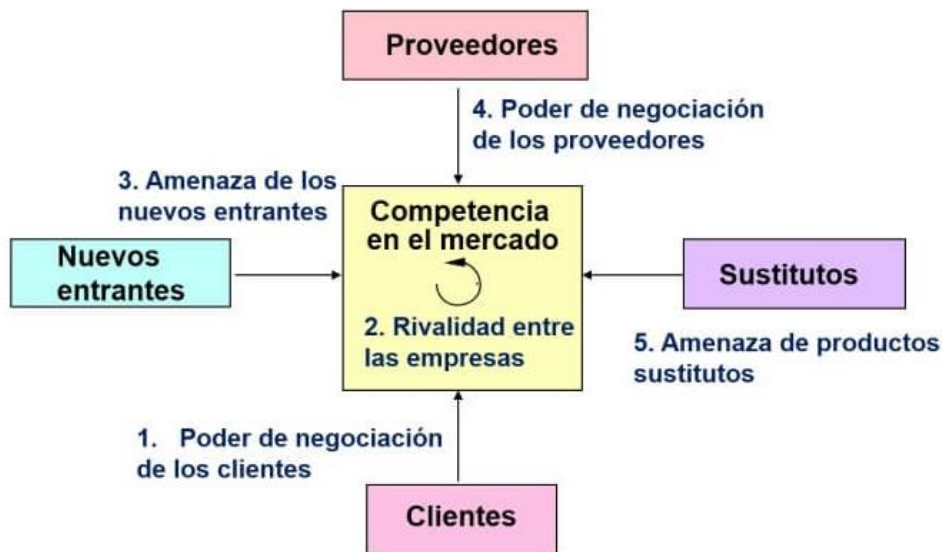 Proveedores
4. Poder de negociación
de los proveedores
3. Amenaza de los
nuevos entrantes
Competencia
en el mercado
Nuevos
entrantes
Sustitutos
2. Rivalidad entre
las empresas
5. Amenaza de productos
sustitutos
1. Poder de negociación
de los clientes
Clientes